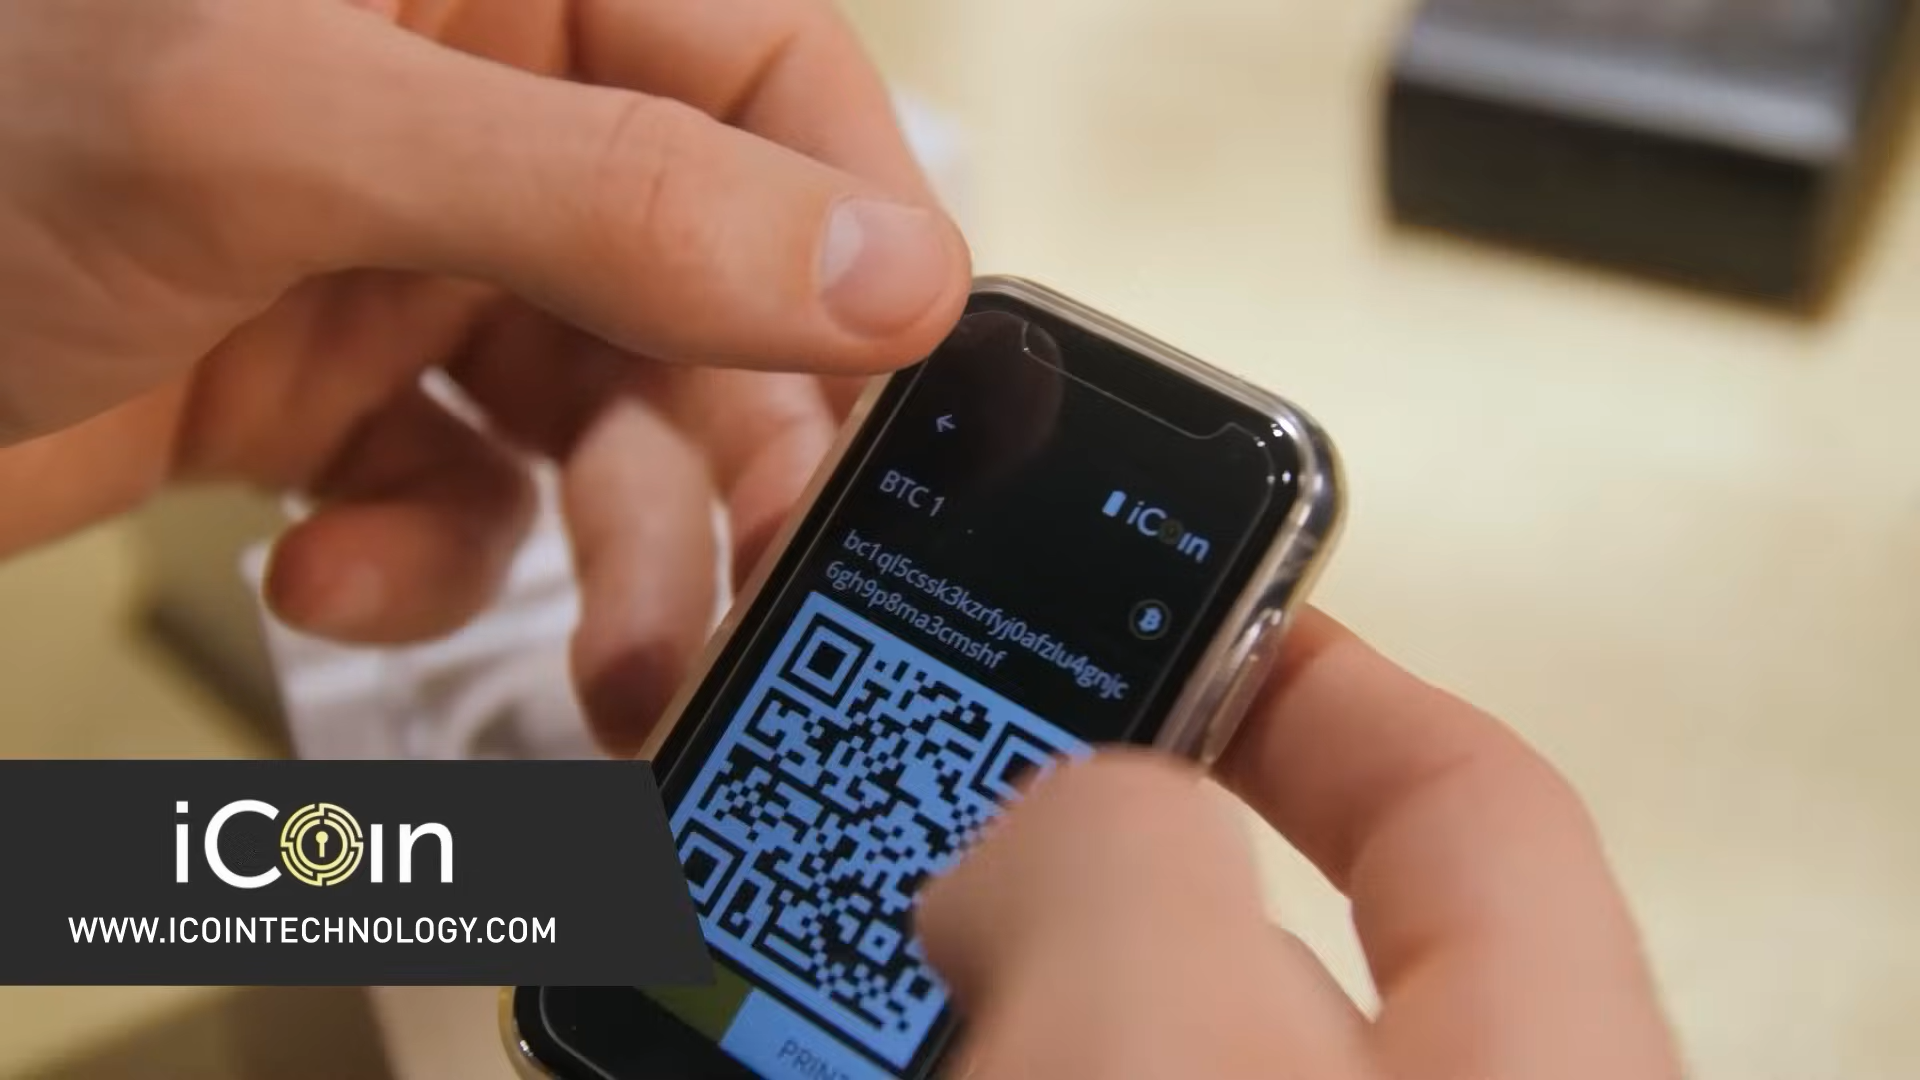 BTC 1
iCoin
bc1ql5cssk3kzrfyj0afzlu4gnjc
6gh9p8ma3cmshf
iCoin
WWW.ICOINTECHNOLOGY.COM